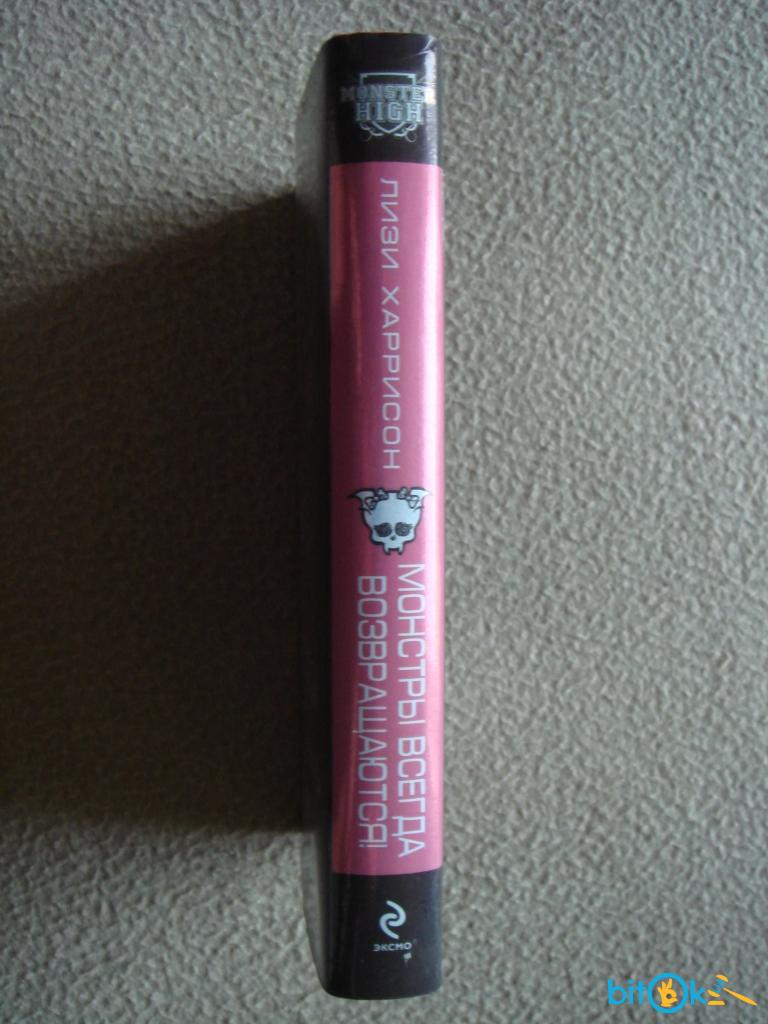 MONSTER
HIGH
ЛИЗИ ХАРРИСОН
МОНСТРЫ ВСЕГДА
ВОЗВРАЩАЮТСЯ!
ЭКСМО
bitOk